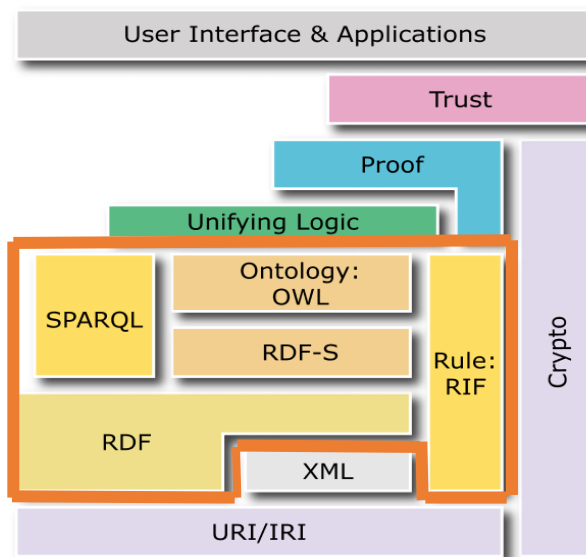 User Interface & Applications
Trust
Proof
Unifying Logic
Ontology:
OWL
SPARQL
RDF-S
Rule:
RIF
Crypto
RDF
XML
URI/IRI